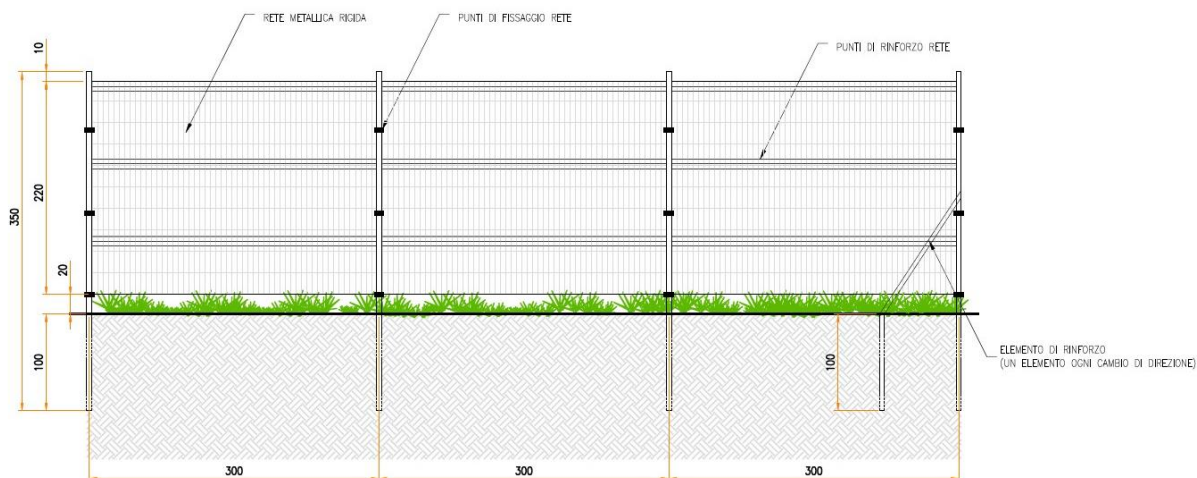 RETE METALLICA RIGIDA
PUNTI DI FISSAGGIO RETE
PUNTI DI RINFORZO RETE
10
220
350
20
100
100
ELEMENTO DI RINFORZO
(UN ELEMENTO OGNI CAMBIO DI DIREZIONE)
300
300
300